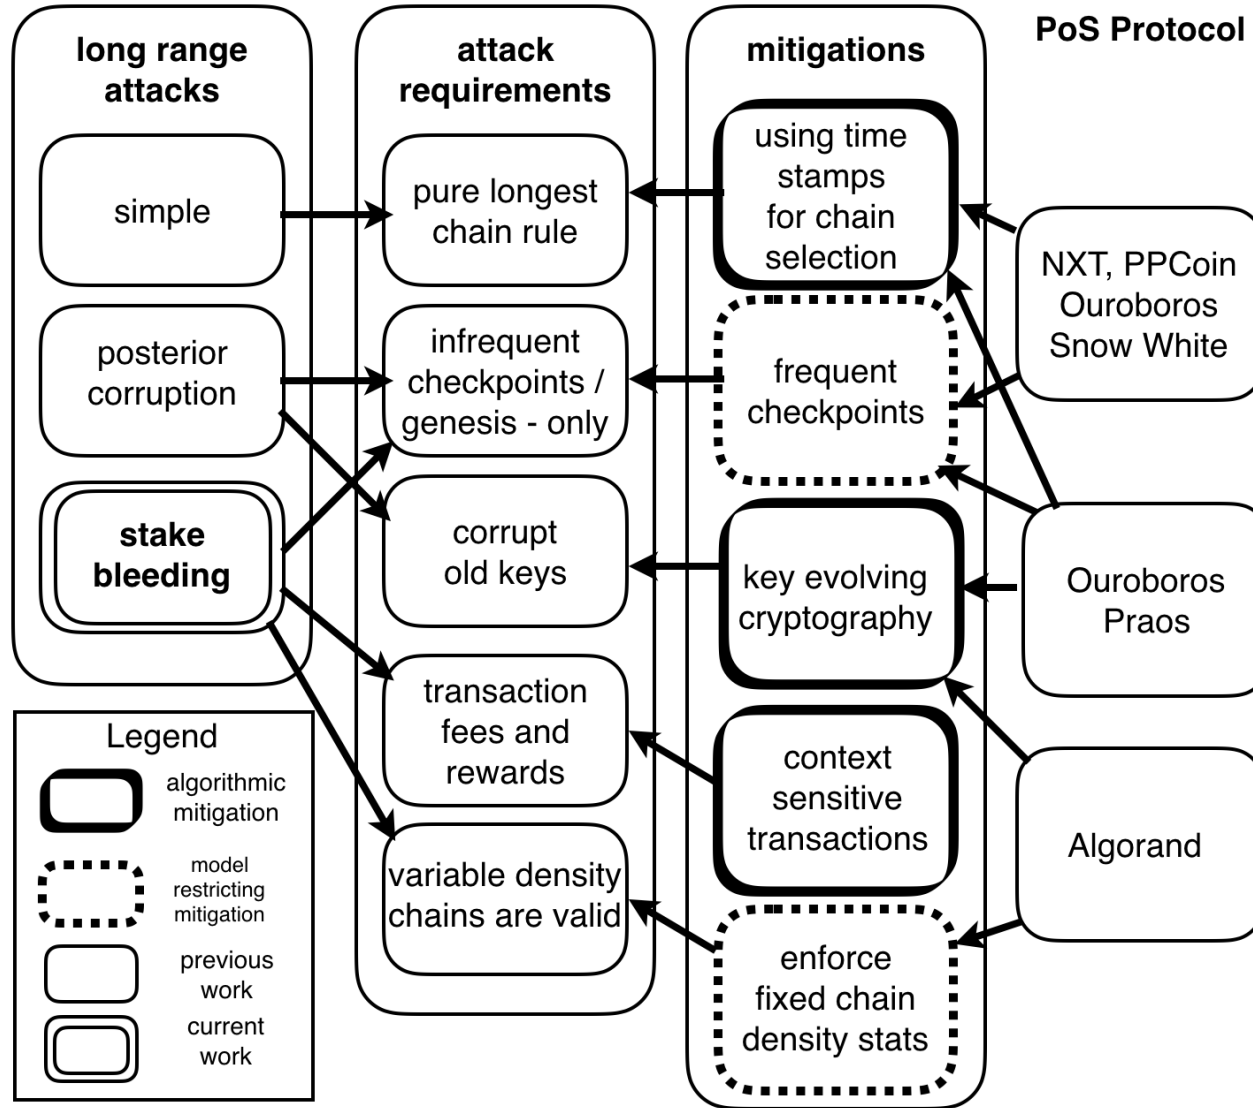 long range
attacks
simple
posterior
corruption
stake
bleeding
attack
requirements
pure longest
chain rule
infrequent
checkpoints /
genesis - only
corrupt
old keys
transaction
fees and
rewards
variable density
chains are valid
mitigations
using time
stamps
for chain
selection
frequent
checkpoints
key evolving
cryptography
context
sensitive
transactions
enforce
fixed chain
density stats
PoS Protocol
NXT, PPCoin
Ouroboros
Snow White
Ouroboros
Praos
Algorand
Legend
algorithmic
mitigation
model
restricting
mitigation
previous
work
current
work